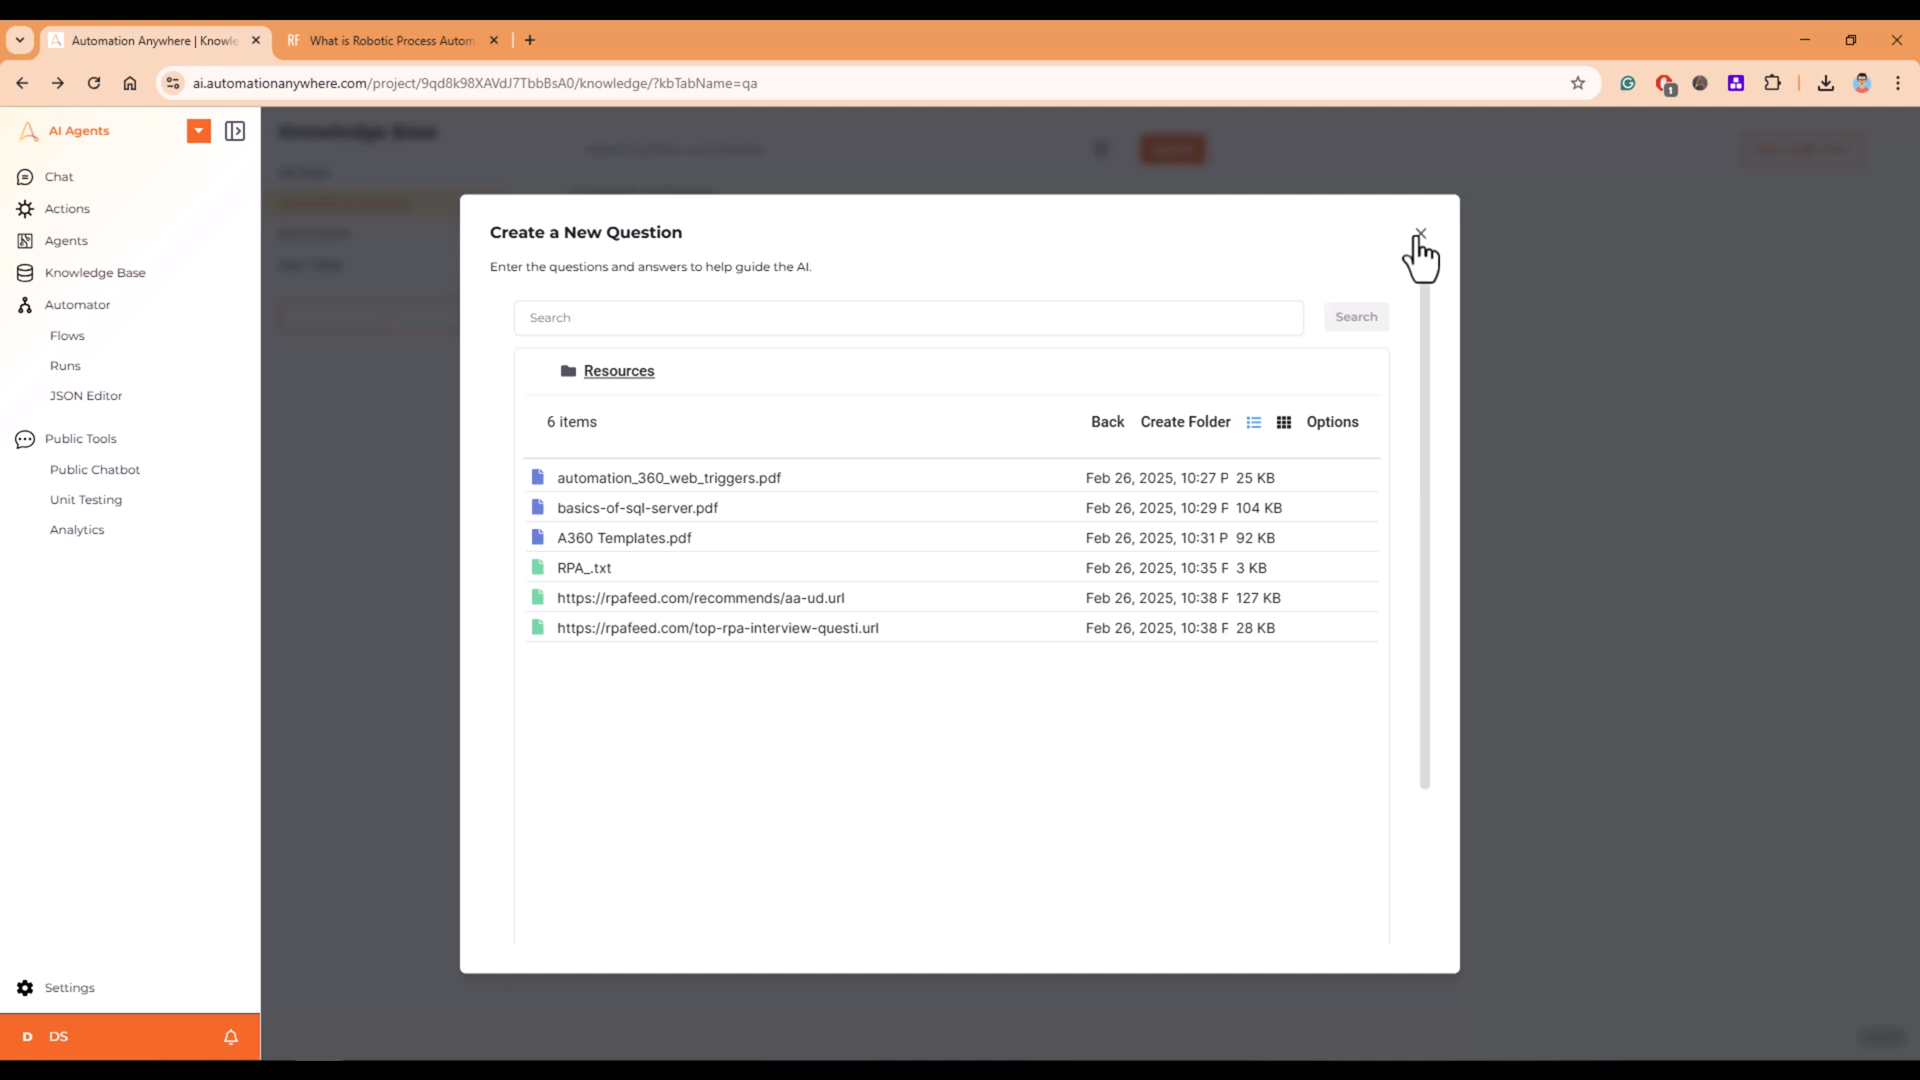 Automation Anywhere | Knowle
RF What is Robotic Process Autom
ai.automationanywhere.com/project/9qd8k98XAVdJ7TbbBsA0/knowledge/?kbTabName=qa
1
AI Agents
Chat
Actions
Agents
Knowledge Base
Automator
Flows
Runs
JSON Editor
Public Tools
Public Chatbot
Unit Testing
Analytics
Settings
D DS
Knowledge Base
Create a New Question
Enter the questions and answers to help guide the AI.
Search
Search
Resources
6 items
Back Create Folder Options
automation_360_web_triggers.pdf Feb 26, 2025, 10:27 P 25 KB
basics-of-sql-server.pdf Feb 26, 2025, 10:29 P 104 KB
A360 Templates.pdf Feb 26, 2025, 10:31 P 92 KB
RPA_.txt Feb 26, 2025, 10:35 P 3 KB
https://rpafeed.com/recommends/aa-ud.url Feb 26, 2025, 10:38 P 127 KB
https://rpafeed.com/top-rpa-interview-questi.url Feb 26, 2025, 10:38 P 28 KB